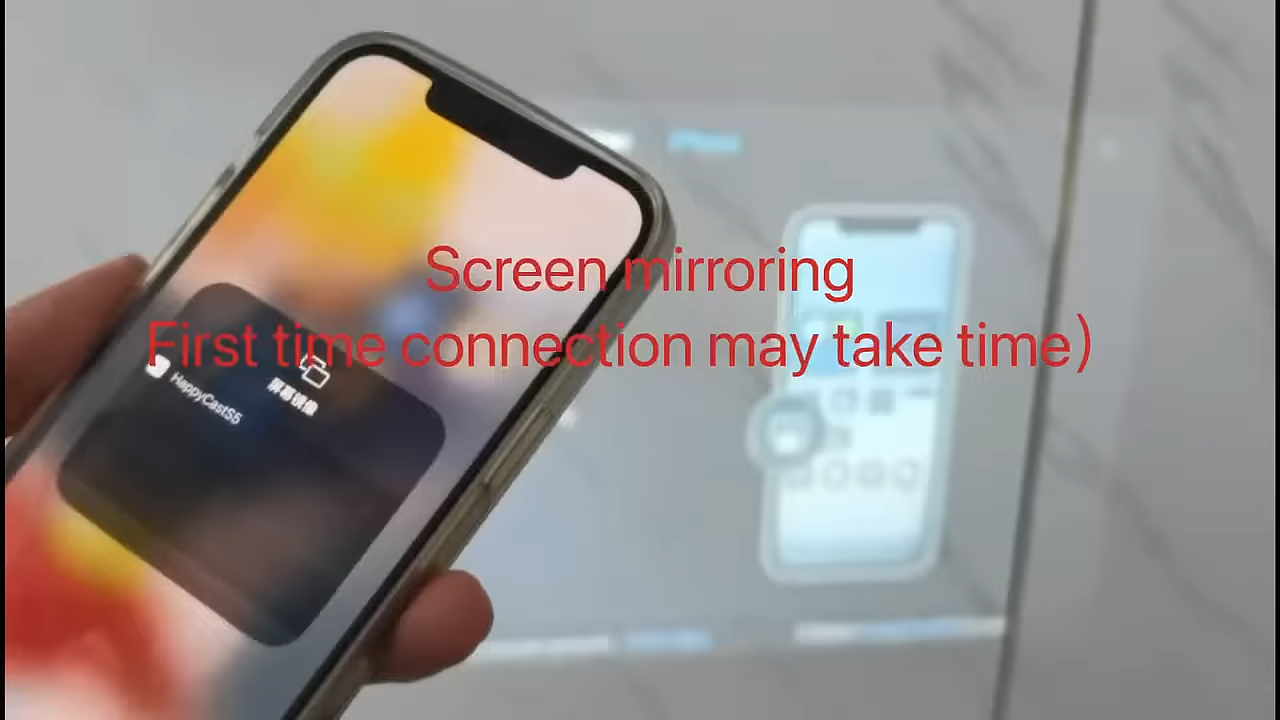 Screen mirroring
First time connection may take time)
屏幕镜像
HappyCastS5